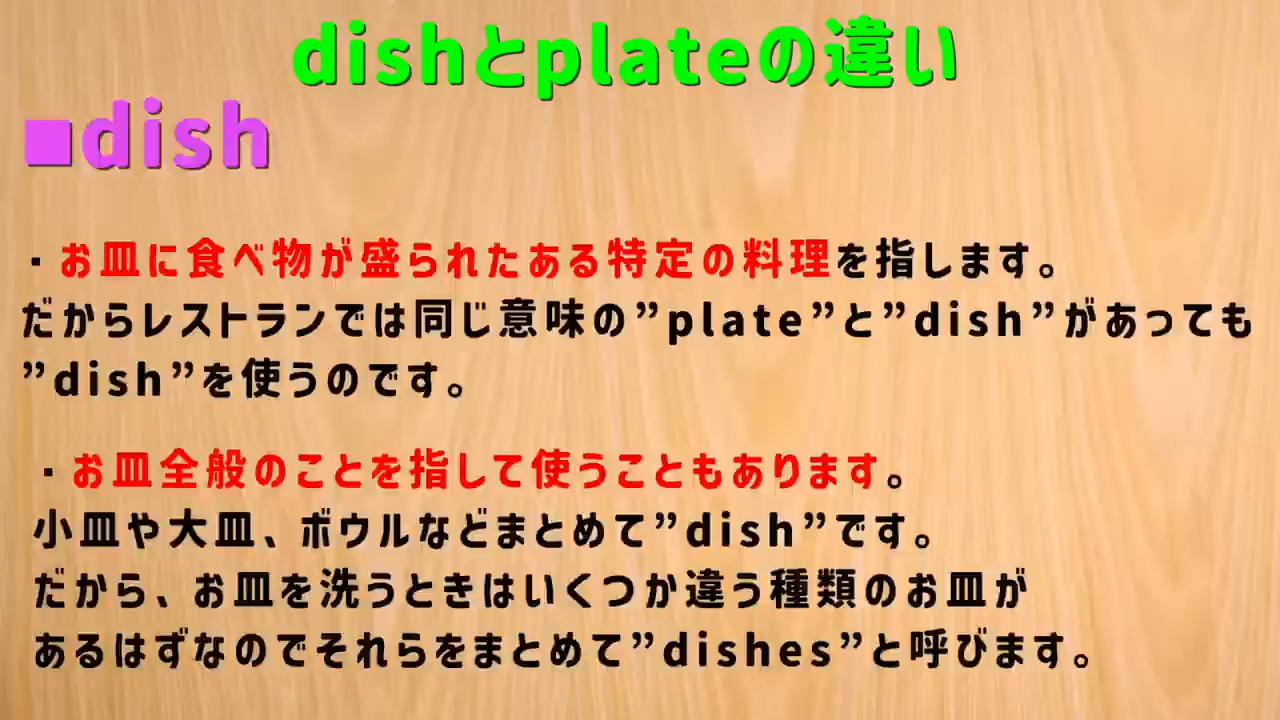 dishとplateの違い
■dish
・お皿に食べ物が盛られたある特定の料理を指します。
だからレストランでは同じ意味の”plate”と”dish”があっても
”dish”を使うのです。
・お皿全般のことを指して使うこともあります。
小皿や大皿、ボウルなどまとめて”dish”です。
だから、お皿を洗うときはいくつか違う種類のお皿が
あるはずなのでそれらをまとめて”dishes”と呼びます。